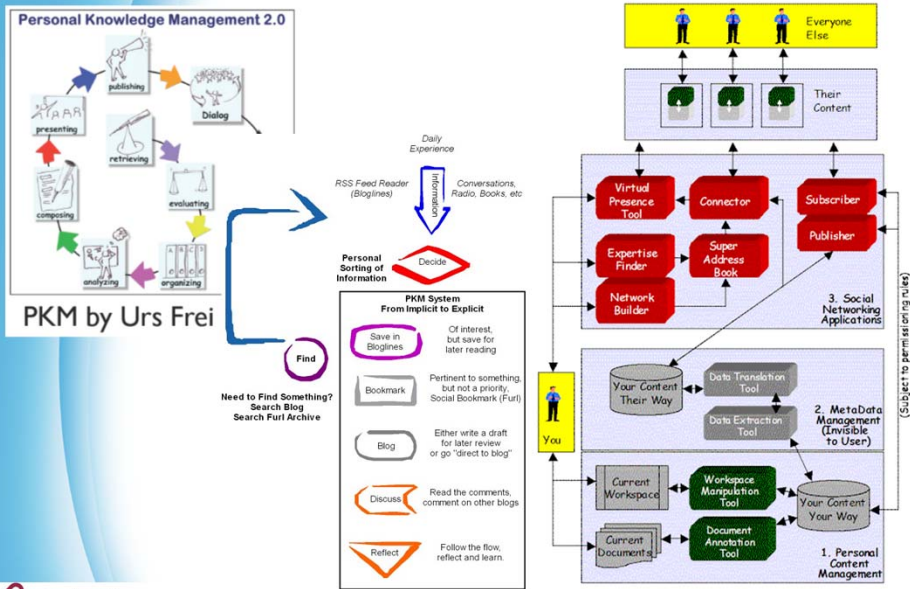 Personal Knowledge Management 2.0
publishing
Dialog
presenting
retrieving
evaluating
composing
analyzing
organizing
PKM by Urs Frei
Daily
Experience
RSS Feed Reader
(Bloglines)
Information
Conversations,
Radio, Books, etc
Personal
Sorting of
Information
Decide
PKM System
From Implicit to Explicit
Save in
Bloglines
Of interest,
but save for
later reading
Bookmark
Pertinent to something,
but not a priority,
Social Bookmark (Furl)
Blog
Either write a draft
for later review
or go "direct to blog"
Discuss
Read the comments,
comment on other blogs
Reflect
Follow the flow,
reflect and learn.
Find
Need to Find Something?
Search Blog
Search Furl Archive
Everyone
Else
Their
Content
Virtual
Presence
Tool
Connector
Subscriber
Publisher
Expertise
Finder
Super
Address
Book
Network
Builder
3. Social
Networking
Applications
(Subject to permissioning rules)
You
Your Content
Their Way
Data Translation
Tool
Data Extraction
Tool
2. MetaData
Management
(Invisible
to User)
Current
Workspace
Workspace
Manipulation
Tool
Your Content
Your Way
Current
Documents
Document
Annotation
Tool
1. Personal
Content
Management